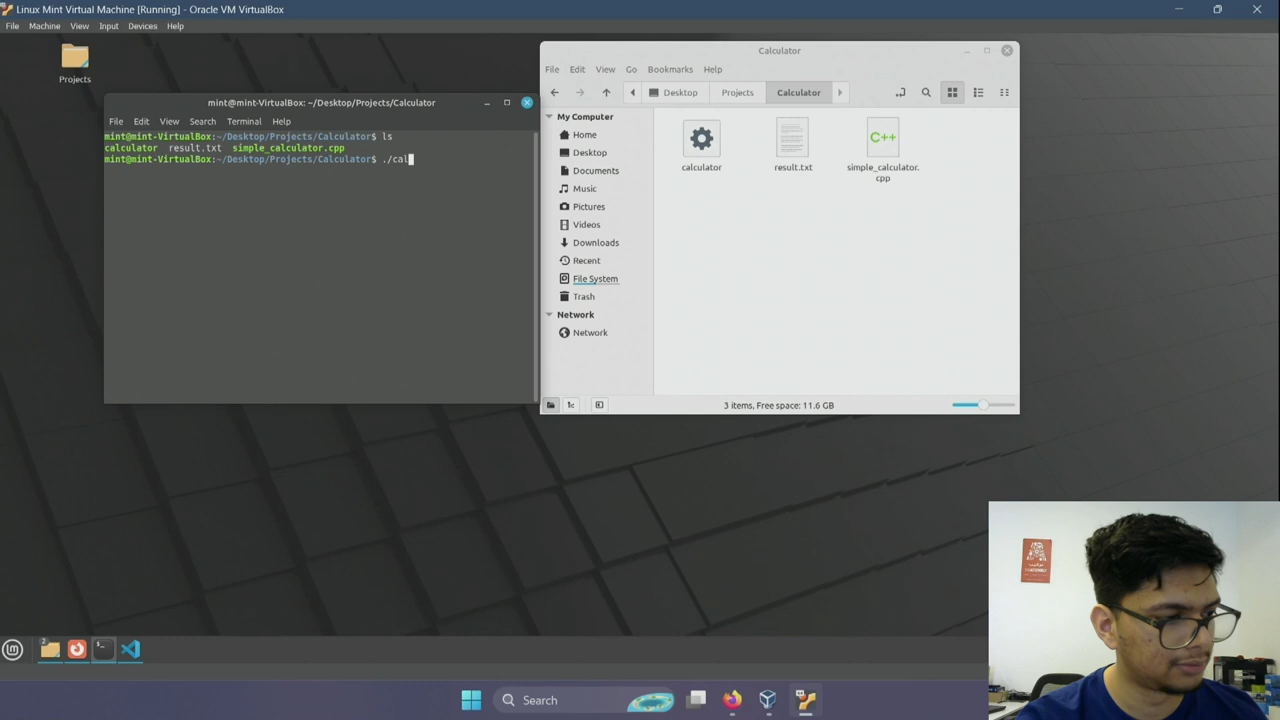 Linux Mint Virtual Machine [Running] - Oracle VM VirtualBox
File Machine View Input Devices Help
Projects
mint@mint-VirtualBox: ~/Desktop/Projects/Calculator
File Edit View Search Terminal Help
mint@mint-VirtualBox:~/Desktop/Projects/Calculator$ ls
calculator result.txt simple_calculator.cpp
mint@mint-VirtualBox:~/Desktop/Projects/Calculator$ ./cal
Calculator
File Edit View Go Bookmarks Help
Desktop Projects Calculator
My Computer
Home
Desktop
Documents
Music
Pictures
Videos
Downloads
Recent
File System
Trash
Network
Network
C++
calculator
result.txt
simple_calculator.
cpp
3 items, Free space: 11.6 GB
2
Search